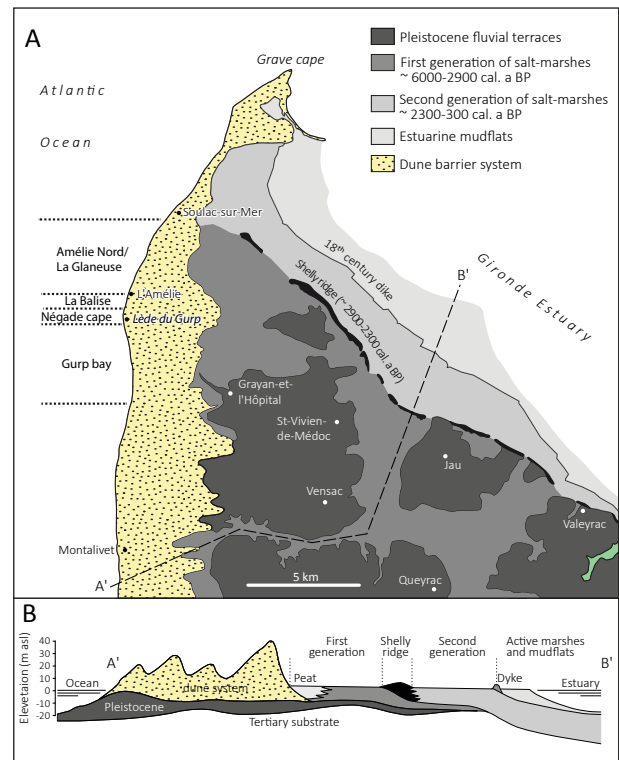 A
Grave cape
Atlantic
Ocean
Pleistocene fluvial terraces
First generation of salt-marshes
~ 6000-2900 cal. a BP
Second generation of salt-marshes
~ 2300-300 cal. a BP
Estuarine mudflats
Dune barrier system
Soulac-sur-Mer
Amélie Nord/
La Glaneuse
L'Amélie
La Balise
Négade cape
Lède du Gurp
Gurp bay
18th century dike
Shelly ridge (~ 2900-2300 cal. a BP)
B'
Gironde Estuary
Grayan-et-
l'Hôpital
St-Vivien-
de-Médoc
Jau
Vensac
Valeyrac
Montalivet
A'
5 km
Queyrac
B
Elevetaion (m asl)
40
30
20
10
0
-10
-20
A'
Ocean
dune system
Pleistocene
Tertiary substrate
Peat
First
generation
Shelly
ridge
Second
generation
Active marshes
and mudflats
Dyke
B'
Estuary